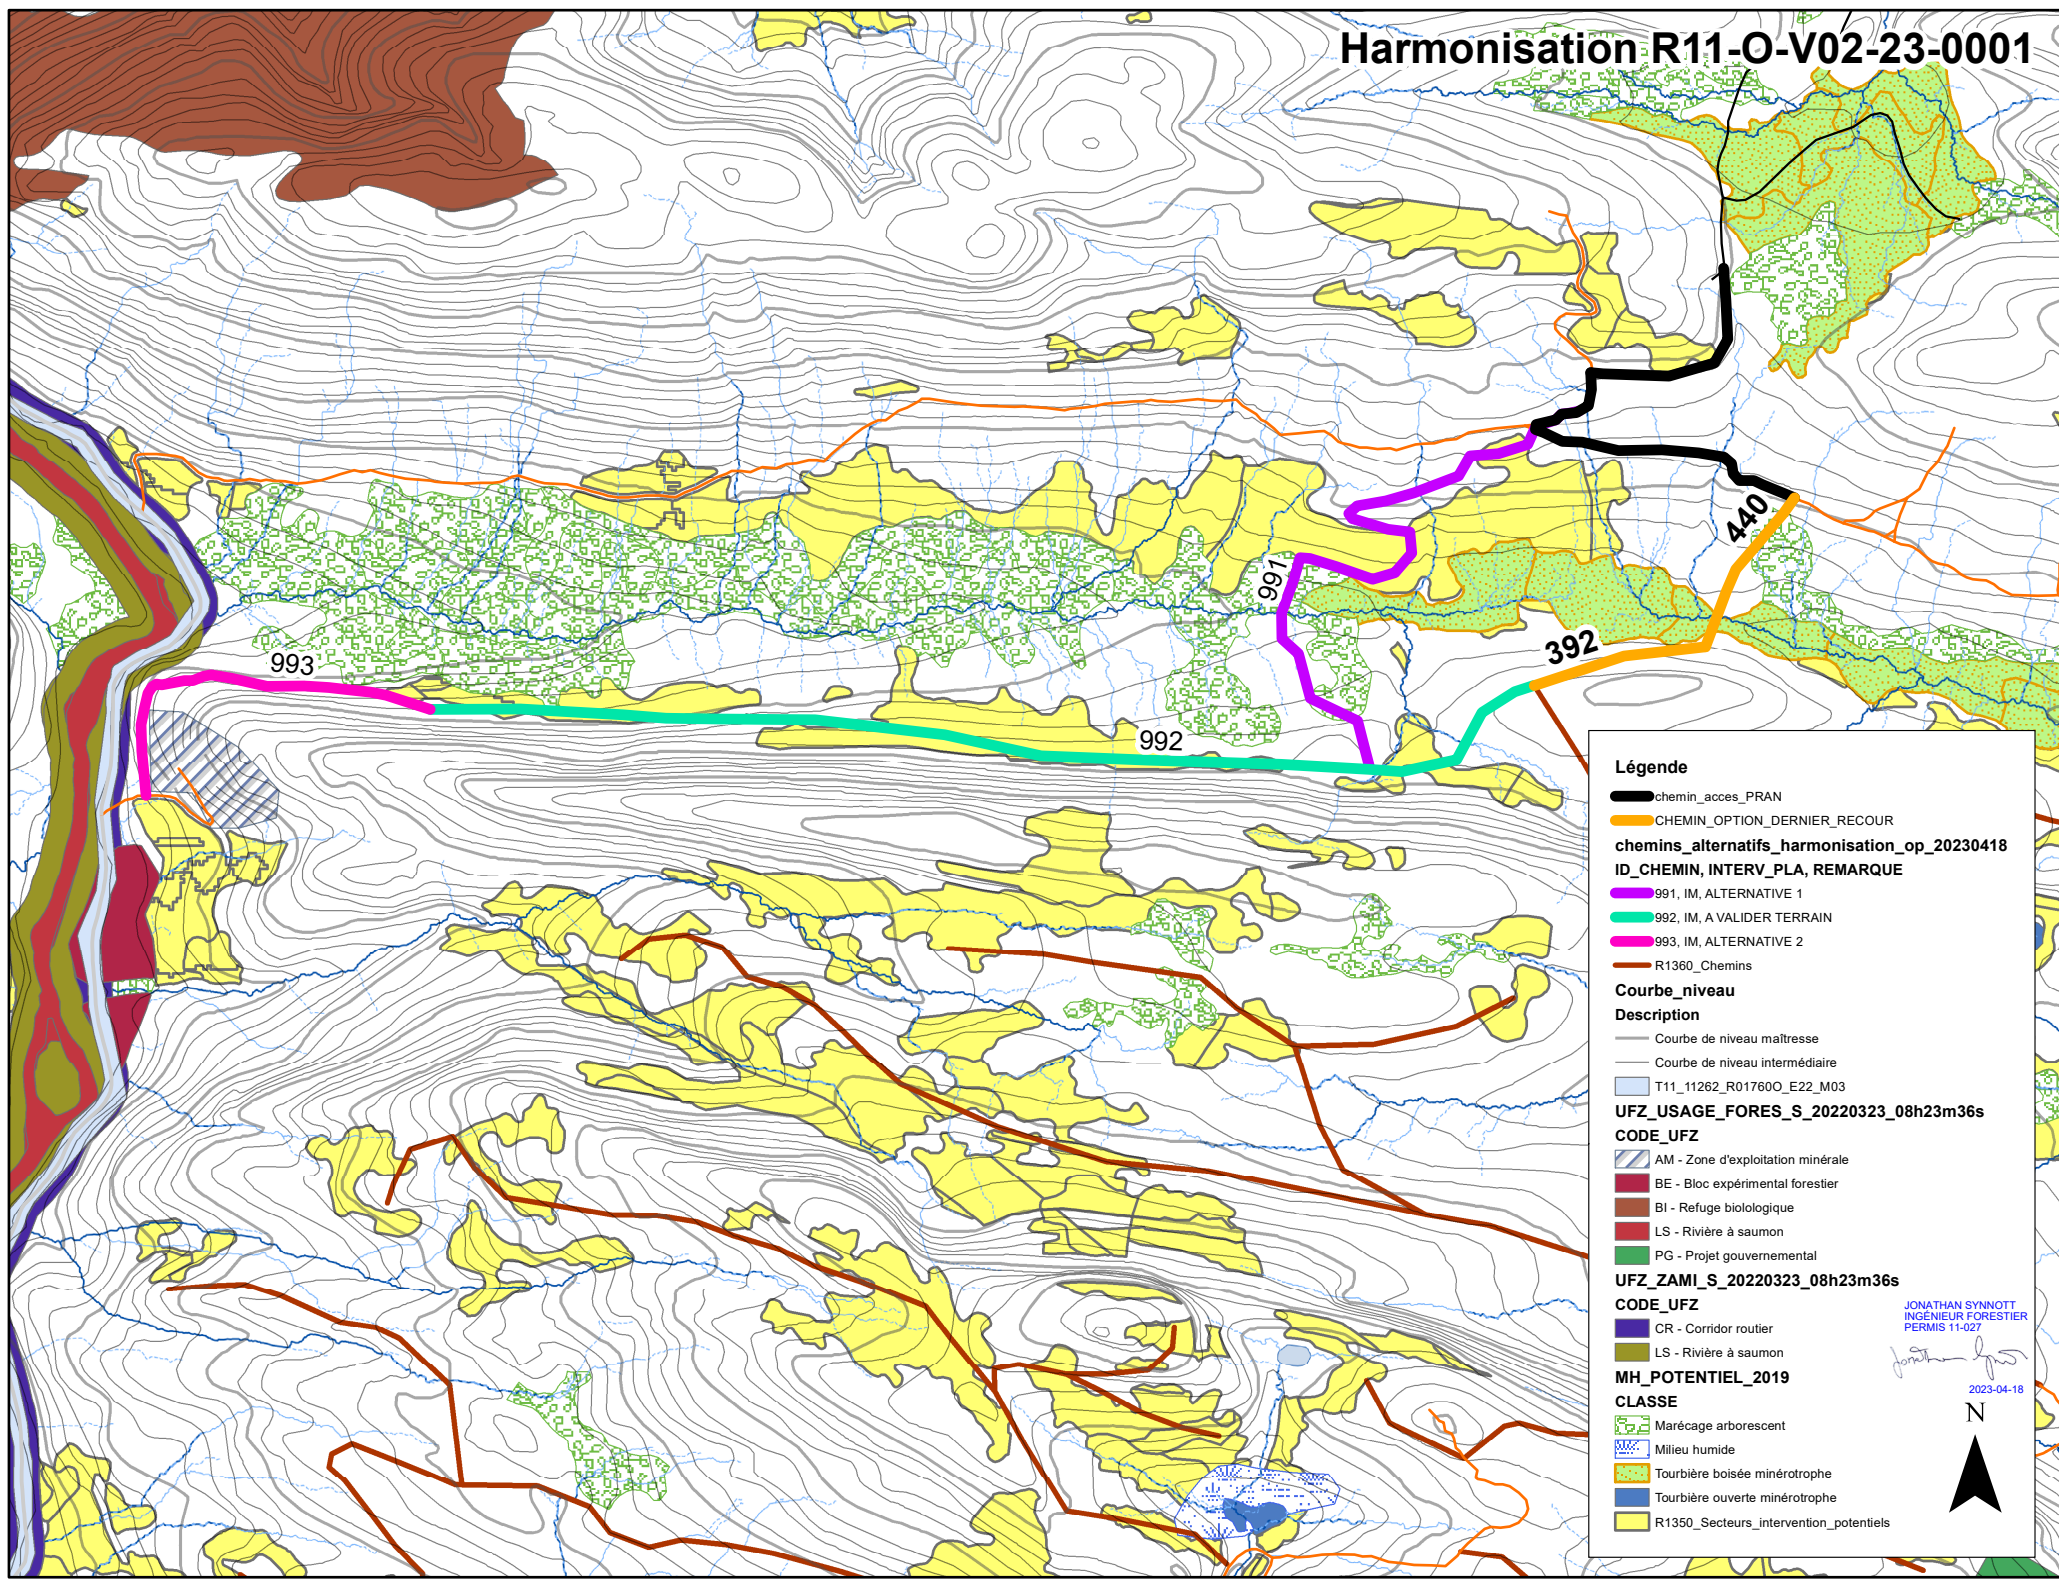 Harmonisation R11-O-V02-23-0001
440
991
392
993
992
Légende
chemin_acces_PRAN
CHEMIN_OPTION_DERNIER_RECOUR
chemins_alternatifs_harmonisation_op_20230418
ID_CHEMIN, INTERV_PLA, REMARQUE
991, IM, ALTERNATIVE 1
992, IM, A VALIDER TERRAIN
993, IM, ALTERNATIVE 2
R1360_Chemins
Courbe_niveau
Description
Courbe de niveau maîtresse
Courbe de niveau intermédiaire
T11_11262_R01760O_E22_M03
UFZ_USAGE_FORES_S_20220323_08h23m36s
CODE_UFZ
AM - Zone d'exploitation minérale
BE - Bloc expérimental forestier
BI - Refuge biolologique
LS - Rivière à saumon
PG - Projet gouvernemental
UFZ_ZAMI_S_20220323_08h23m36s
CODE_UFZ
CR - Corridor routier
LS - Rivière à saumon
MH_POTENTIEL_2019
CLASSE
Marécage arborescent
Milieu humide
Tourbière boisée minérotrophe
Tourbière ouverte minérotrophe
R1350_Secteurs_intervention_potentiels
JONATHAN SYNNOTT
INGÉNIEUR FORESTIER
PERMIS 11-027
2023-04-18
N